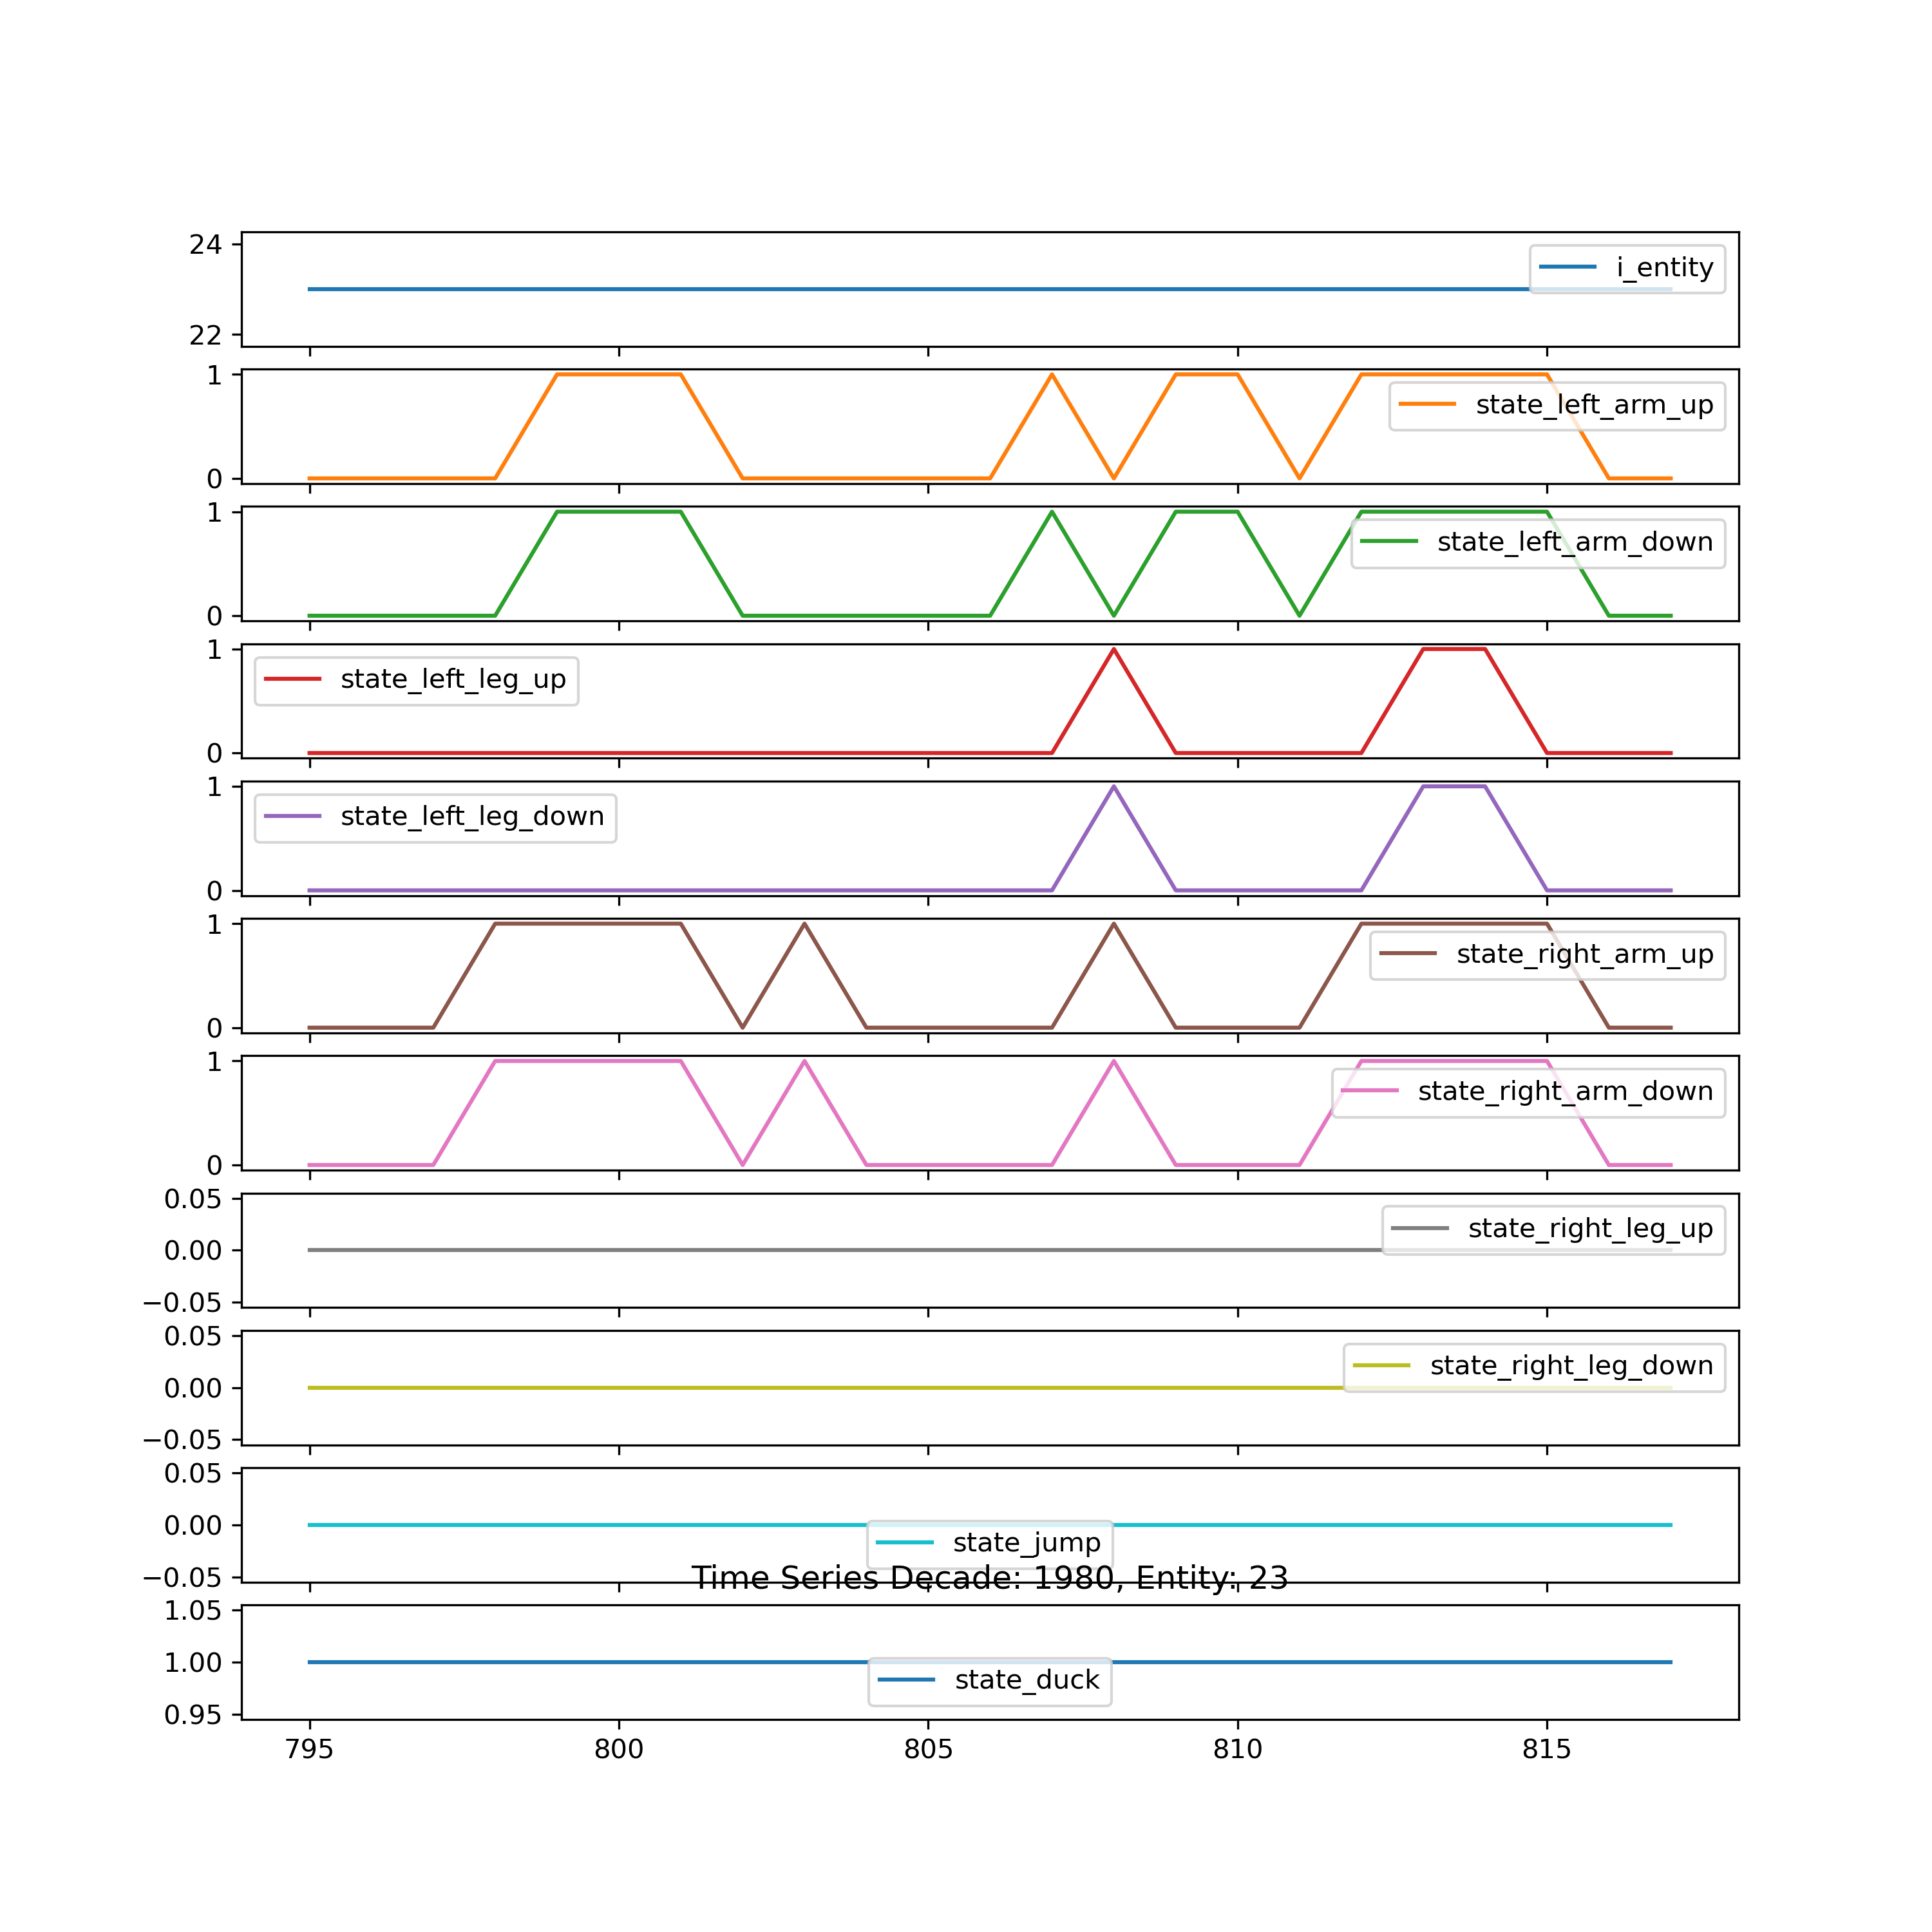 24
i_entity
22
1
state_left_arm_up
0
1
state_left_arm_down
0
1
state_left_leg_up
0
1
state_left_leg_down
0
1
state_right_arm_up
0
1
state_right_arm_down
0
0.05
state_right_leg_up
0.00
−0.05
0.05
state_right_leg_down
0.00
−0.05
0.05
0.00
state_jump
−0.05
Time Series Decade: 1980, Entity: 23
1.05
1.00
state_duck
0.95
795 800 805 810 815